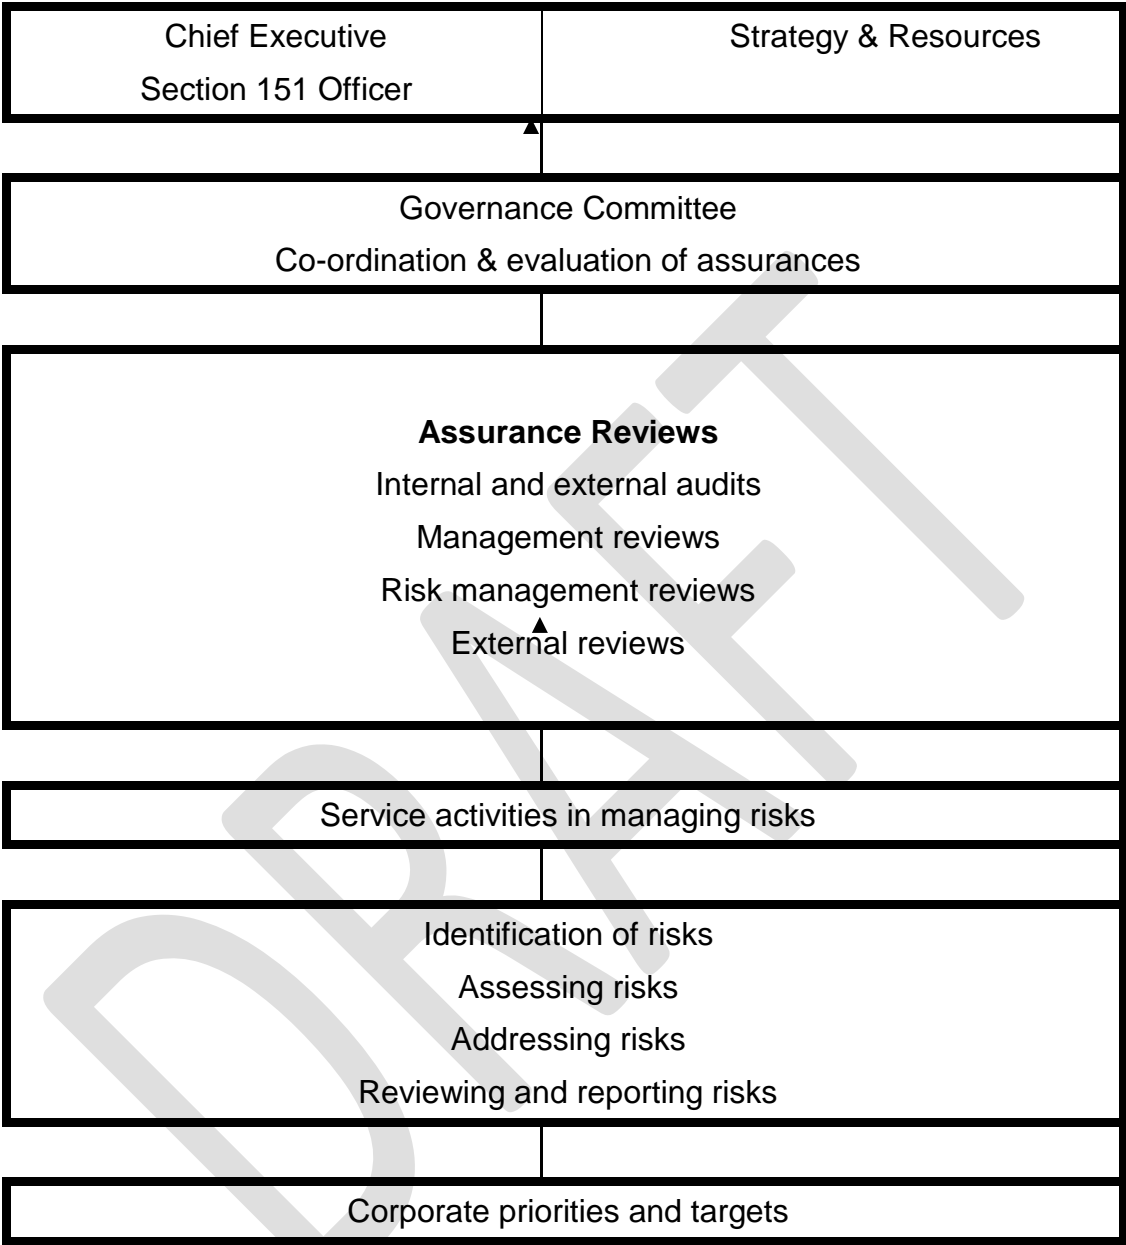 Chief Executive
Section 151 Officer
Strategy & Resources
Governance Committee
Co-ordination & evaluation of assurances
Assurance Reviews
Internal and external audits
Management reviews
Risk management reviews
External reviews
Service activities in managing risks
Identification of risks
Assessing risks
Addressing risks
Reviewing and reporting risks
Corporate priorities and targets
DRAFT